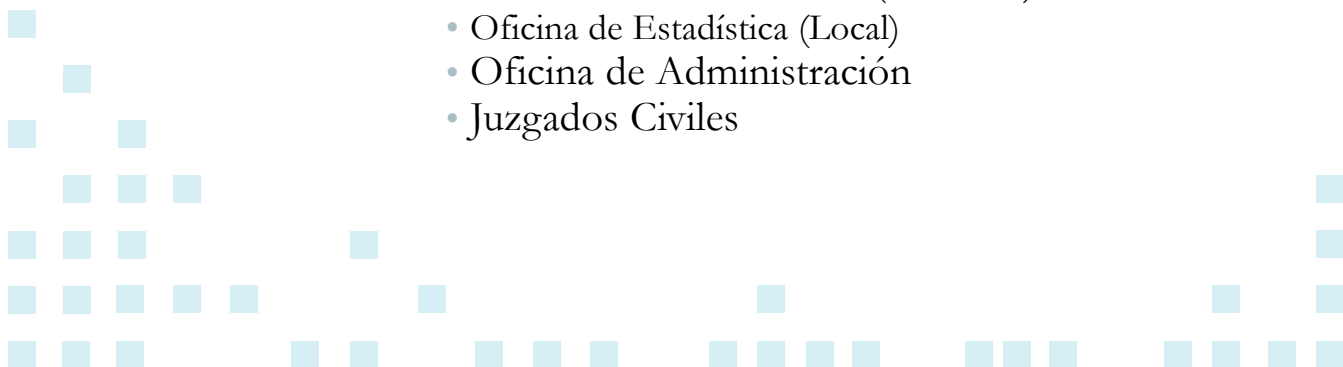 • Oficina de Estadística (Local)
• Oficina de Administración
• Juzgados Civiles